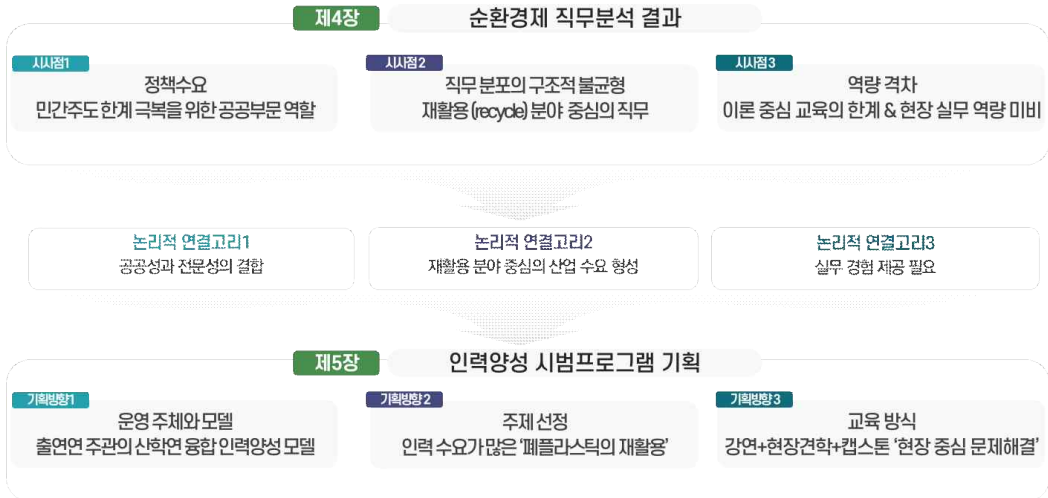 제4장 순환경제 직무분석 결과
시사점1
정책수요
민간주도 한계 극복을 위한 공공부문 역할
시사점2
직무 분포의 구조적 불균형
재활용(recycle) 분야 중심의 직무
시사점3
역량 격차
이론 중심 교육의 한계 & 현장 실무 역량 미비
논리적 연결고리1
공공성과 전문성의 결합
논리적 연결고리2
재활용 분야 중심의 산업 수요 형성
논리적 연결고리3
실무 경험 제공 필요
제5장 인력양성 시범프로그램 기획
기획방향1
운영 주체와 모델
출연연 주관의 산학연 융합 인력양성 모델
기획방향2
주제 선정
인력 수요가 많은 ‘폐플라스틱의 재활용’
기획방향3
교육 방식
강연+현장견학+캡스톤 ‘현장 중심 문제해결’